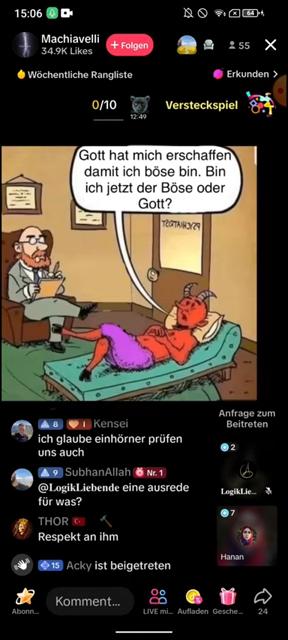 15:06
64
Machiavelli
34.9K Likes
+ Folgen
55
Wöchentliche Rangliste
Erkunden >
0/10
12:49
Versteckspiel
Gott hat mich erschaffen
damit ich böse bin. Bin
ich jetzt der Böse oder
Gott?
PSYCHIATRIST
Anfrage zum
Beitreten
8 I Kensei
ich glaube einhörner prüfen
uns auch
2
LogikLie...
9 SubhanAllah Nr. 1
@LogikLiebende eine ausrede
für was?
THOR
Respekt an ihm
7
Hanan
15 Acky ist beigetreten
Abonn...
Komment...
LIVE mi...
Aufladen
Gesche...
24